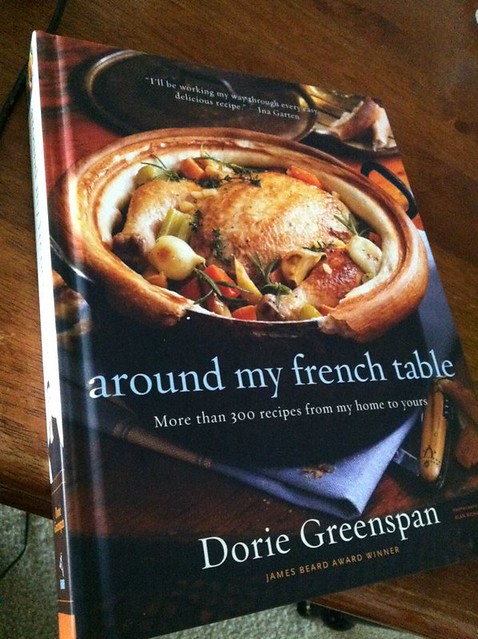 "I'll be working my way through every easy,
delicious recipe." Ina Garten
around my french table
More than 300 recipes from my home to yours
Dorie Greenspan
JAMES BEARD AWARD WINNER